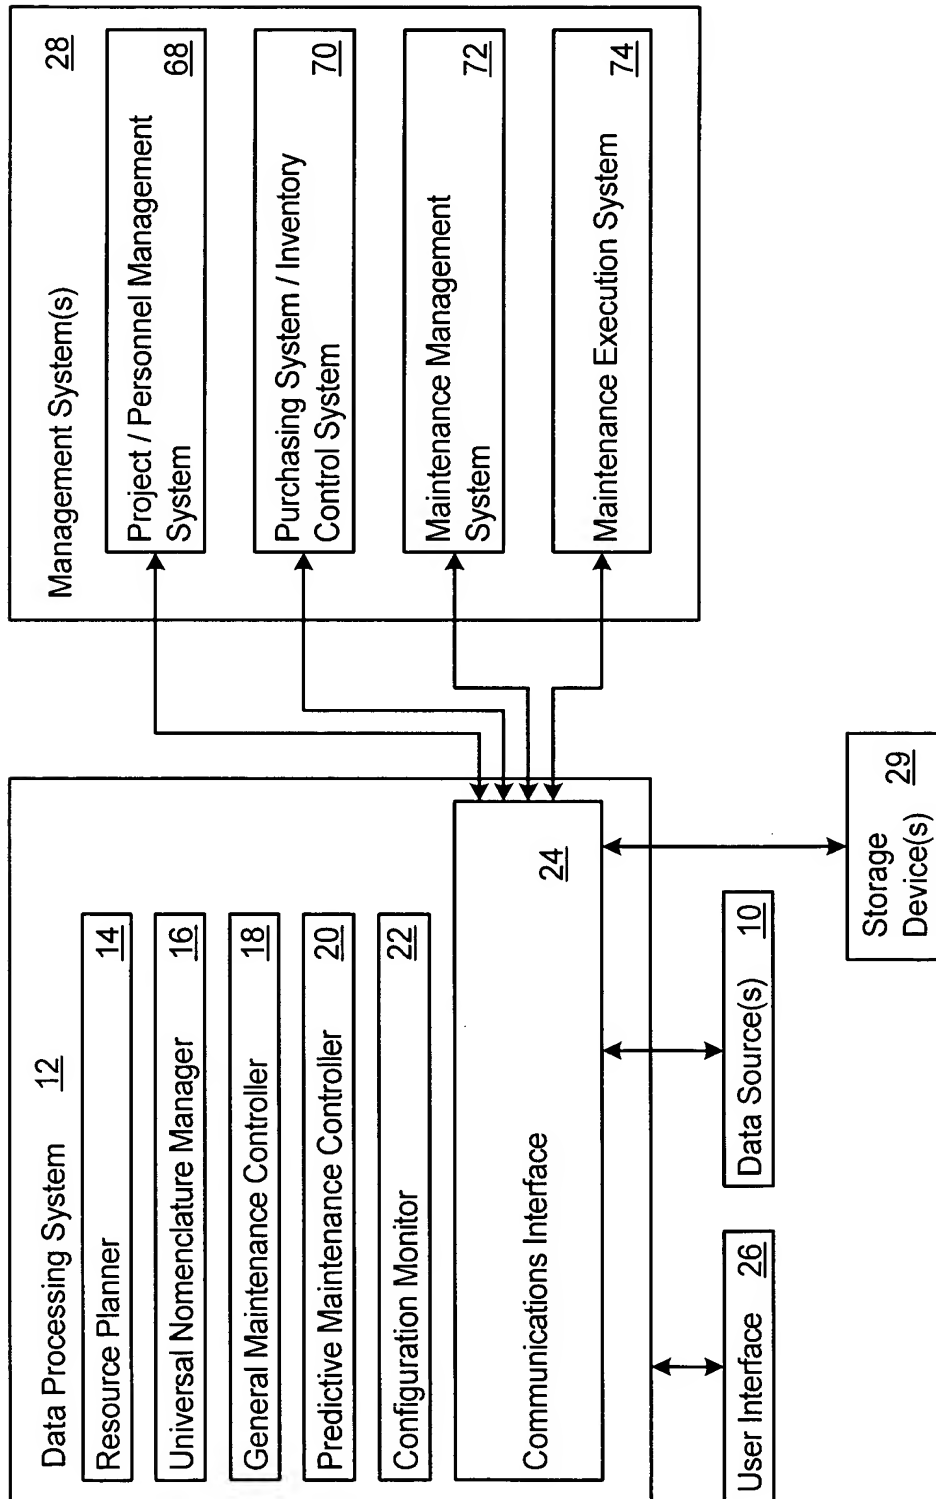 Data Processing System 12
Resource Planner 14
Universal Nomenclature Manager 16
General Maintenance Controller 18
Predictive Maintenance Controller 20
Configuration Monitor 22
Communications Interface 24
User Interface 26
Data Source(s) 10
Storage
Device(s) 29
Management System(s) 28
Project / Personnel Management
System 68
Purchasing System / Inventory
Control System 70
Maintenance Management
System 72
Maintenance Execution System 74